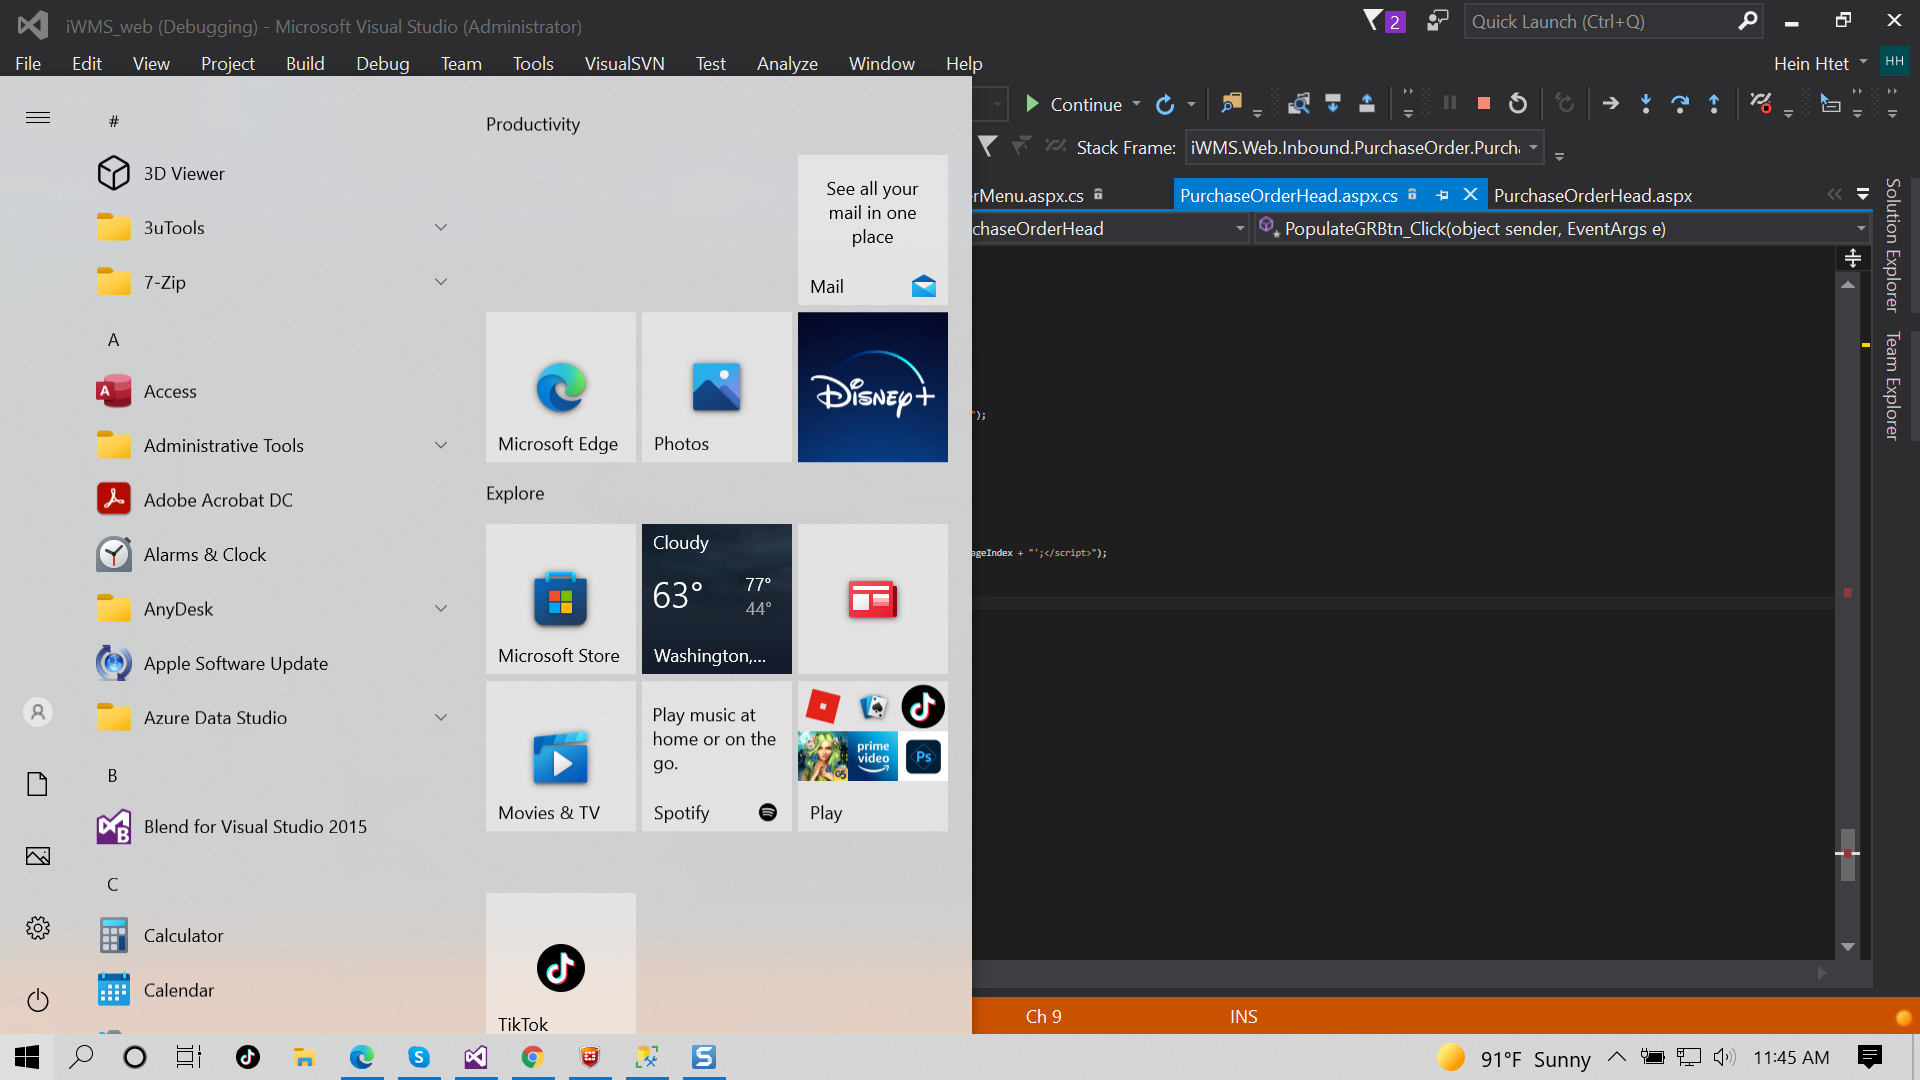 iWMS_web (Debugging) - Microsoft Visual Studio (Administrator)
2
Quick Launch (Ctrl+Q)
File Edit View Project Build Debug Team Tools VisualSVN Test Analyze Window Help
Hein Htet
HH
Continue
Stack Frame:
iWMS.Web.Inbound.PurchaseOrder.Purch
rMenu.aspx.cs
PurchaseOrderHead.aspx.cs
PurchaseOrderHead.aspx
chaseOrderHead
PopulateGRBtn_Click(object sender, EventArgs e)
Solution Explorer
Team Explorer
");
ageIndex + "';</script>");
Ch 9
INS
#
3D Viewer
3uTools
7-Zip
A
Access
Administrative Tools
Adobe Acrobat DC
Alarms & Clock
AnyDesk
Apple Software Update
Azure Data Studio
B
Blend for Visual Studio 2015
C
Calculator
Calendar
Productivity
See all your
mail in one
place
Mail
Microsoft Edge
Photos
Disney+
Explore
Microsoft Store
Cloudy
63°
77°
44°
Washington,...
Movies & TV
Play music at
home or on the
go.
Spotify
prime
video
Ps
G5
Play
TikTok
91°F Sunny
11:45 AM